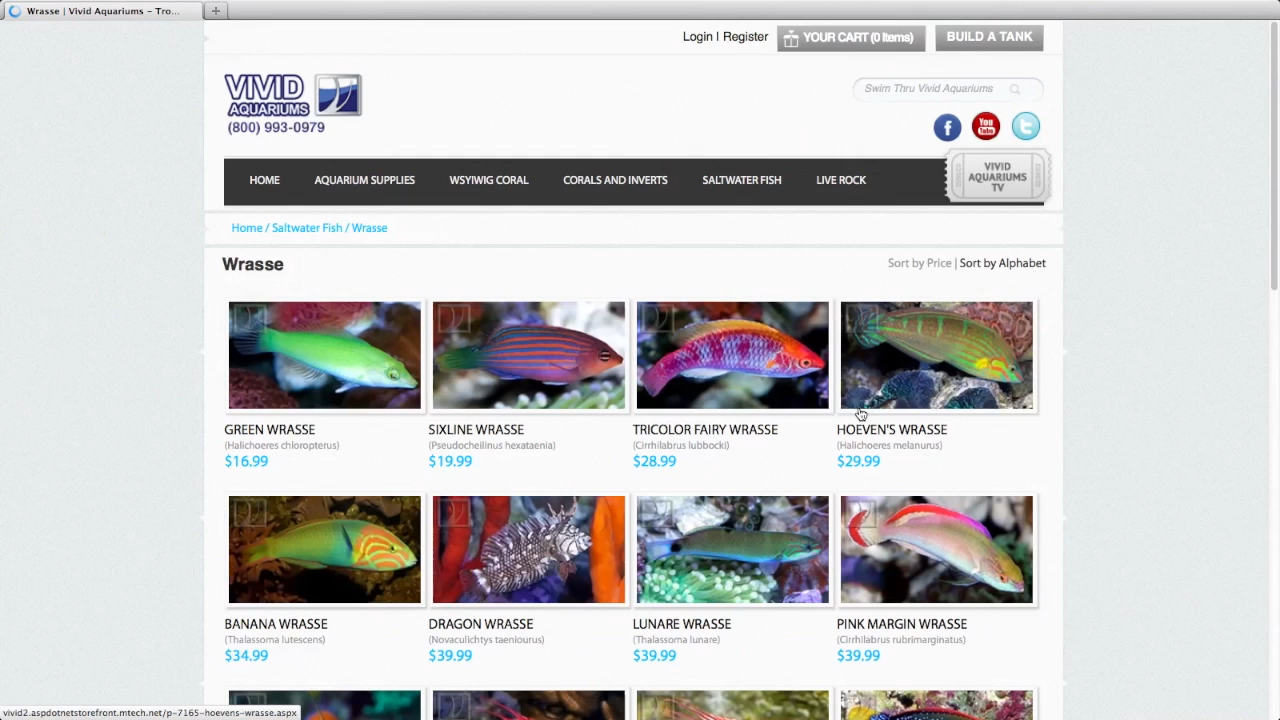 Wrasse | Vivid Aquariums – Tro...
Login | Register
YOUR CART (0 Items)
BUILD A TANK
VIVID
AQUARIUMS
(800) 993-0979
Swim Thru Vivid Aquariums
f
You
Tube
t
HOME
AQUARIUM SUPPLIES
WSYIWIG CORAL
CORALS AND INVERTS
SALTWATER FISH
LIVE ROCK
VIVID
AQUARIUMS
TV
Home / Saltwater Fish / Wrasse
Wrasse
Sort by Price | Sort by Alphabet
GREEN WRASSE
(Halichoeres chloropterus)
$16.99
SIXLINE WRASSE
(Pseudocheilinus hexataenia)
$19.99
TRICOLOR FAIRY WRASSE
(Cirrhilabrus lubbocki)
$28.99
HOEVEN'S WRASSE
(Halichoeres melanurus)
$29.99
BANANA WRASSE
(Thalassoma lutescens)
$34.99
DRAGON WRASSE
(Novaculichtys taeniourus)
$39.99
LUNARE WRASSE
(Thalassoma lunare)
$39.99
PINK MARGIN WRASSE
(Cirrhilabrus rubrimarginatus)
$39.99
vivid2.aspdotnetstorefront.mtech.net/p-7165-hoevens-wrasse.aspx